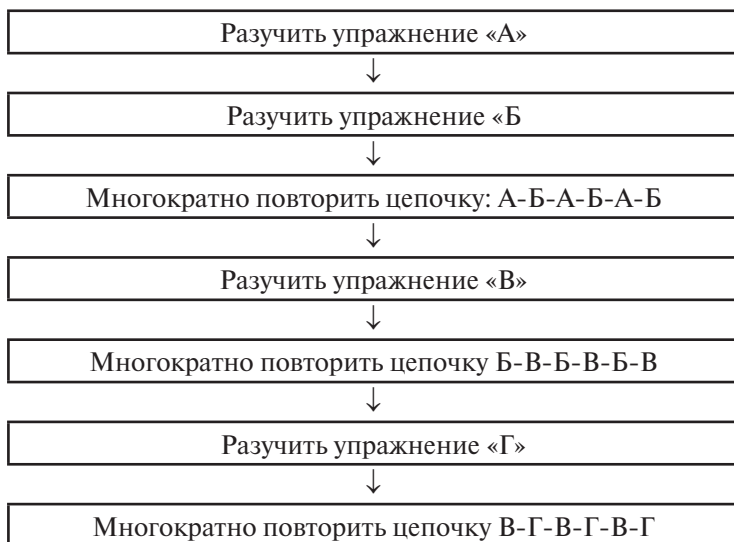 Разучить упражнение «А»
↓
Разучить упражнение «Б
↓
Многократно повторить цепочку: А-Б-А-Б-А-Б
↓
Разучить упражнение «В»
↓
Многократно повторить цепочку Б-В-Б-В-Б-В
↓
Разучить упражнение «Г»
↓
Многократно повторить цепочку В-Г-В-Г-В-Г